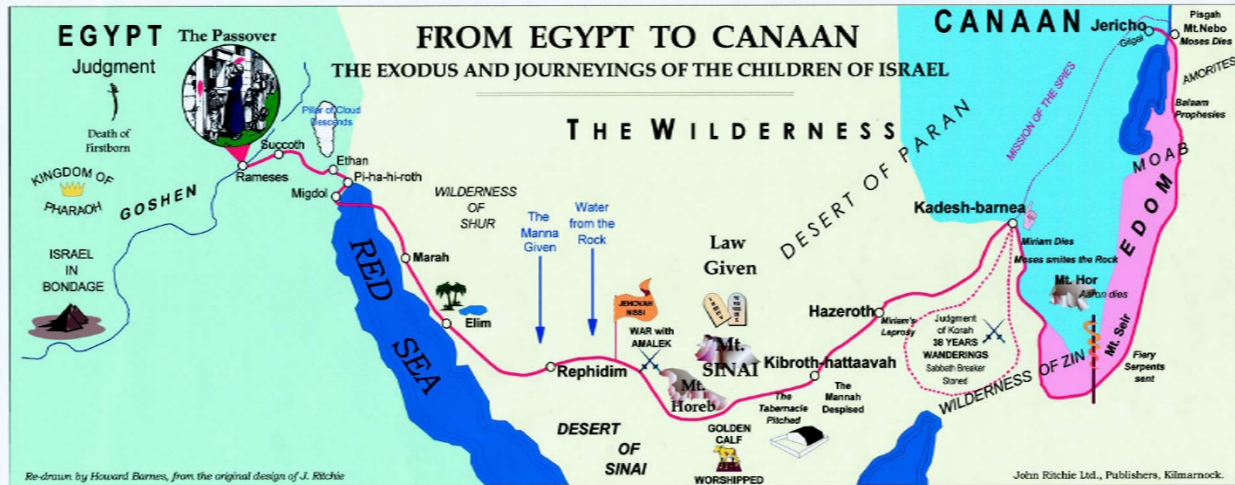 FROM EGYPT TO CANAAN
THE EXODUS AND JOURNEYINGS OF THE CHILDREN OF ISRAEL
EGYPT
Judgment
The Passover
Death of
Firstborn
KINGDOM OF
PHARAOH
GOSHEN
ISRAEL
IN
BONDAGE
Pillar of Cloud
Descends
Rameses
Succoth
Ethan
Pi-ha-hi-roth
Migdol
RED
SEA
WILDERNESS
OF
SHUR
Marah
Elim
The
Manna
Given
Water
from the
Rock
Rephidim
JEHOVAH
NISSI
WAR with
AMALEK
Mt.
Horeb
Law
Given
Mt.
SINAI
DESERT
OF
SINAI
GOLDEN
CALF
WORSHIPPED
The
Tabernacle
Pitched
Kibroth-hattaavah
The
Mannah
Despised
Hazeroth
Miriam's
Leprosy
THE WILDERNESS
DESERT OF PARAN
Kadesh-barnea
Miriam Dies
Moses smites the Rock
Judgment
of Korah
38 YEARS
WANDERINGS
Sabbath Breaker
Stoned
WILDERNESS OF ZIN
Mt. Hor
Aaron dies
Mt. Seir
EDOM
Fiery
Serpents
sent
MOAB
Balaam
Prophesies
AMORITES
CANAAN
MISSION OF THE SPIES
Jericho
Gilgal
Pisgah
Mt.Nebo
Moses Dies
Re-drawn by Howard Barnes, from the original design of J. Ritchie
John Ritchie Ltd., Publishers, Kilmarnock.